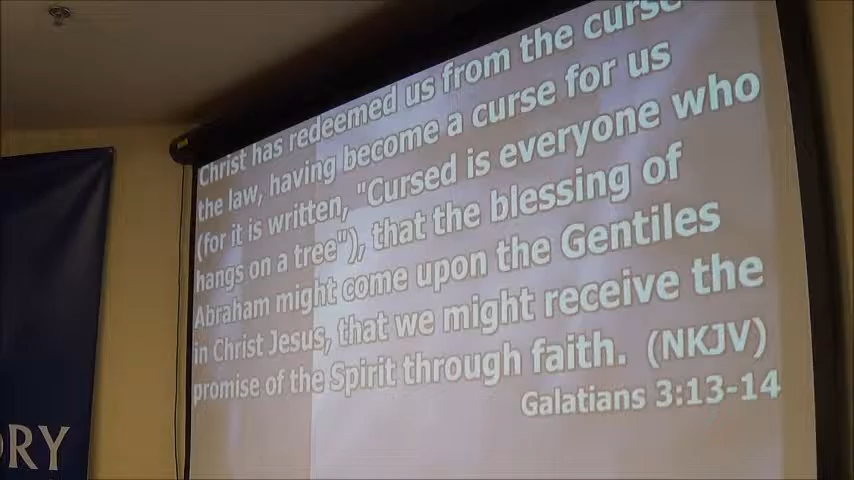 Christ has redeemed us from the curse
the law, having become a curse for us
(for it is written, "Cursed is everyone who
hangs on a tree"), that the blessing of
Abraham might come upon the Gentiles
in Christ Jesus, that we might receive the
promise of the Spirit through faith. (NKJV)
Galatians 3:13-14
ORY